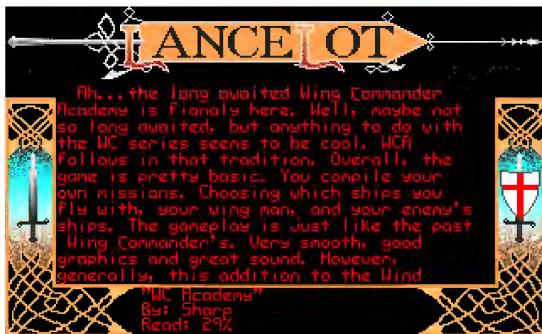 LANCELOT
Ah...the long awaited Wing Commander
Academy is fionaly here. Well, maybe not
so long awaited, but anything to do with
the WC series seems to be cool. WCA
follows in that tradition. Overall, the
game is pretty basic. You compile your
own missions, Choosing which ships you
fly with, your wing man, and your enemy's
ships. The gameplay is just like the past
Wing Commander's. Very smooth, good
graphics and great sound. However,
generally, this addition to the Wind
"WC Academy"
By: Sharp
Read: 29%